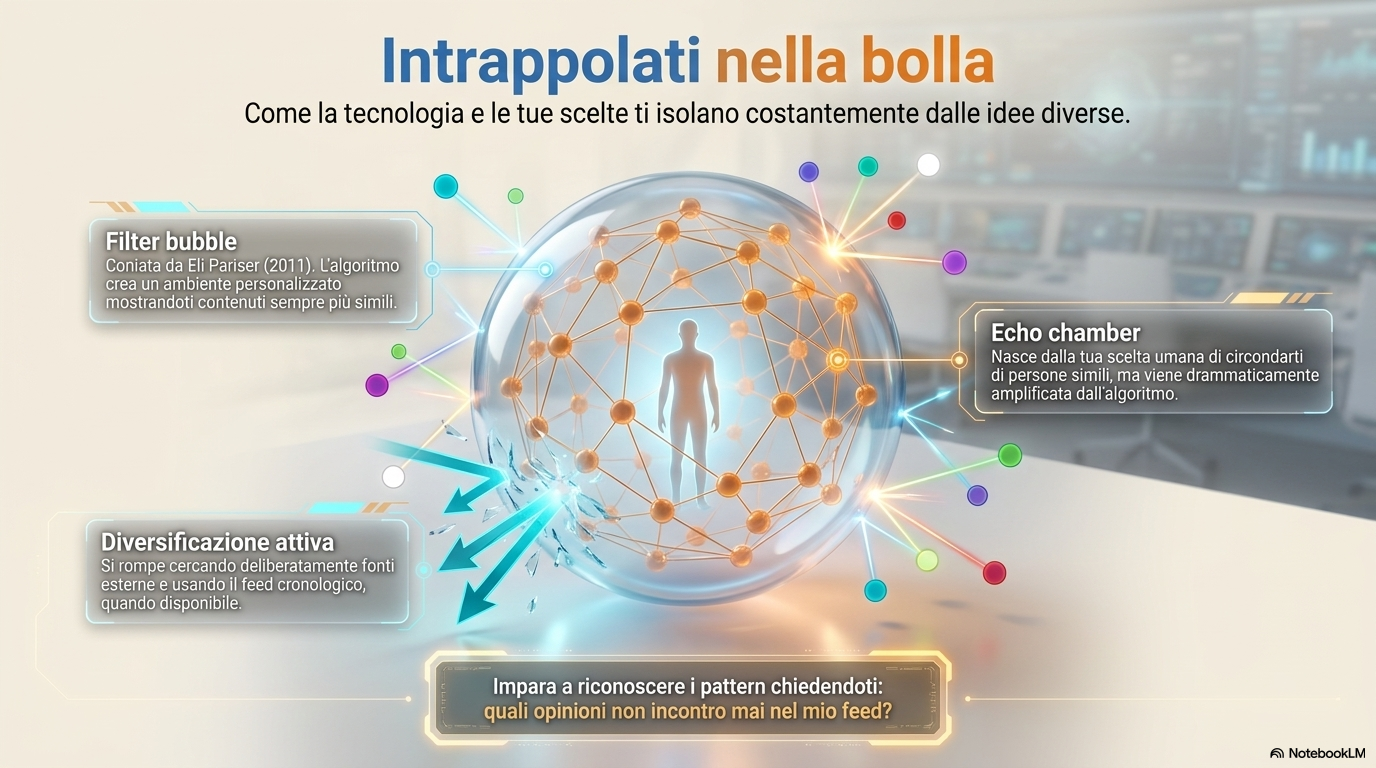 Intrappolati nella bolla
Come la tecnologia e le tue scelte ti isolano costantemente dalle idee diverse.
Filter bubble
Coniata da Eli Pariser (2011). L'algoritmo
crea un ambiente personalizzato
mostrandoti contenuti sempre più simili.
Echo chamber
Nasce dalla tua scelta umana di circondarti
di persone simili, ma viene drammaticamente
amplificata dall'algoritmo.
Diversificazione attiva
Si rompe cercando deliberatamente fonti
esterne e usando il feed cronologico,
quando disponibile.
Impara a riconoscere i pattern chiedendoti:
quali opinioni non incontro mai nel mio feed?
NotebookLM